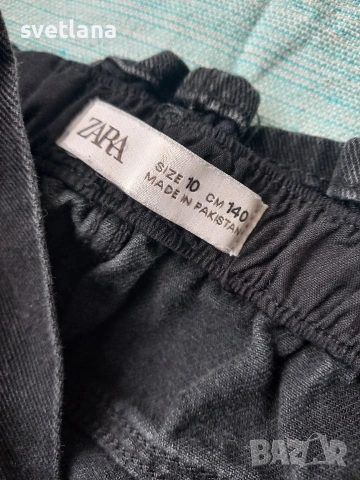 svetlana
ZARA
SIZE 10 CM 140
MADE IN PAKISTAN
BAZAR